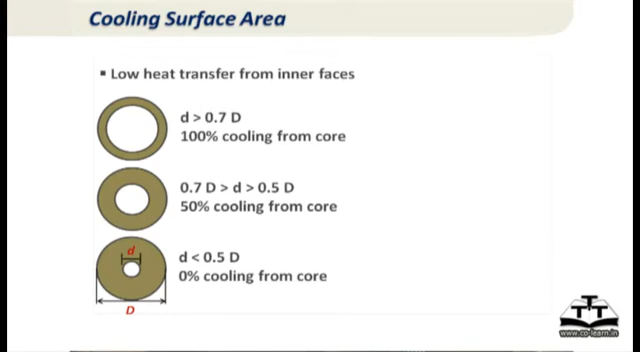 Cooling Surface Area
▪ Low heat transfer from inner faces
d > 0.7 D
100% cooling from core
0.7 D > d > 0.5 D
50% cooling from core
d
d < 0.5 D
0% cooling from core
D
TTT
www.co-learn.in